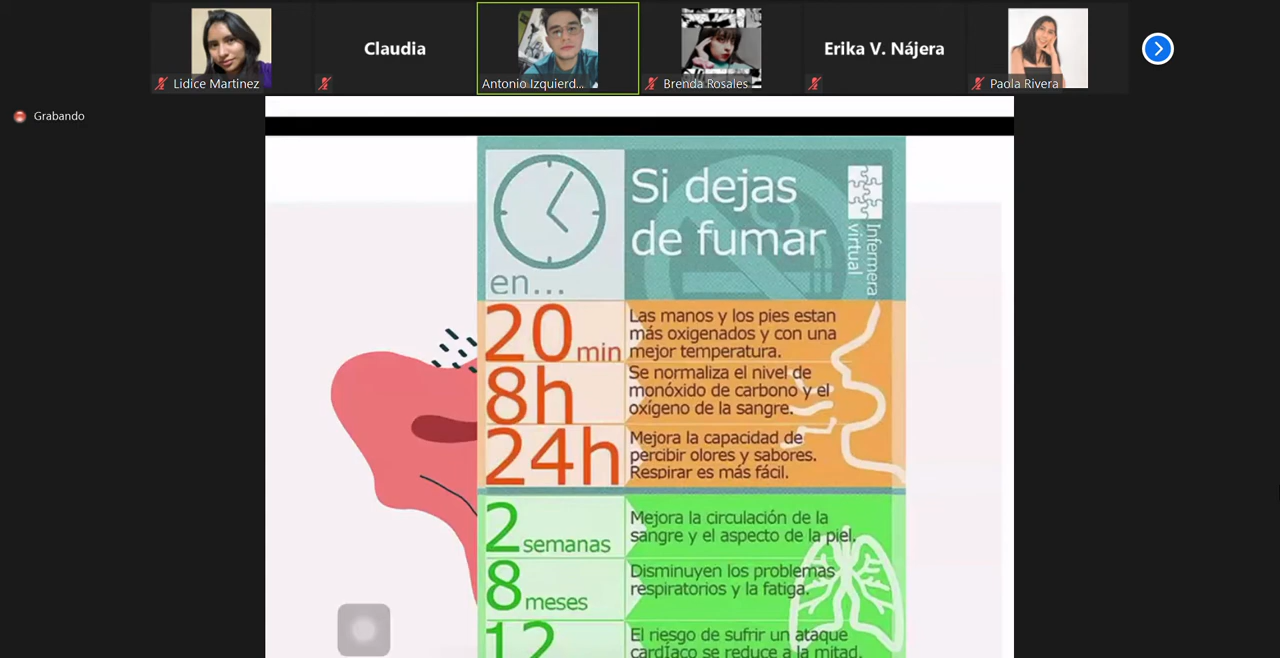 Lidice Martinez
Claudia
Antonio Izquierd...
Brenda Rosales
Erika V. Nájera
Paola Rivera
Grabando
Si dejas
de fumar
en...
Infermera
virtual
20 min
Las manos y los pies estan
más oxigenados y con una
mejor temperatura.
8h
Se normaliza el nivel de
monóxido de carbono y el
oxígeno de la sangre.
24h
Mejora la capacidad de
percibir olores y sabores.
Respirar es más fácil.
2 semanas
Mejora la circulación de la
sangre y el aspecto de la piel.
8 meses
Disminuyen los problemas
respiratorios y la fatiga.
12
El riesgo de sufrir un ataque
cardíaco se reduce a la mitad.